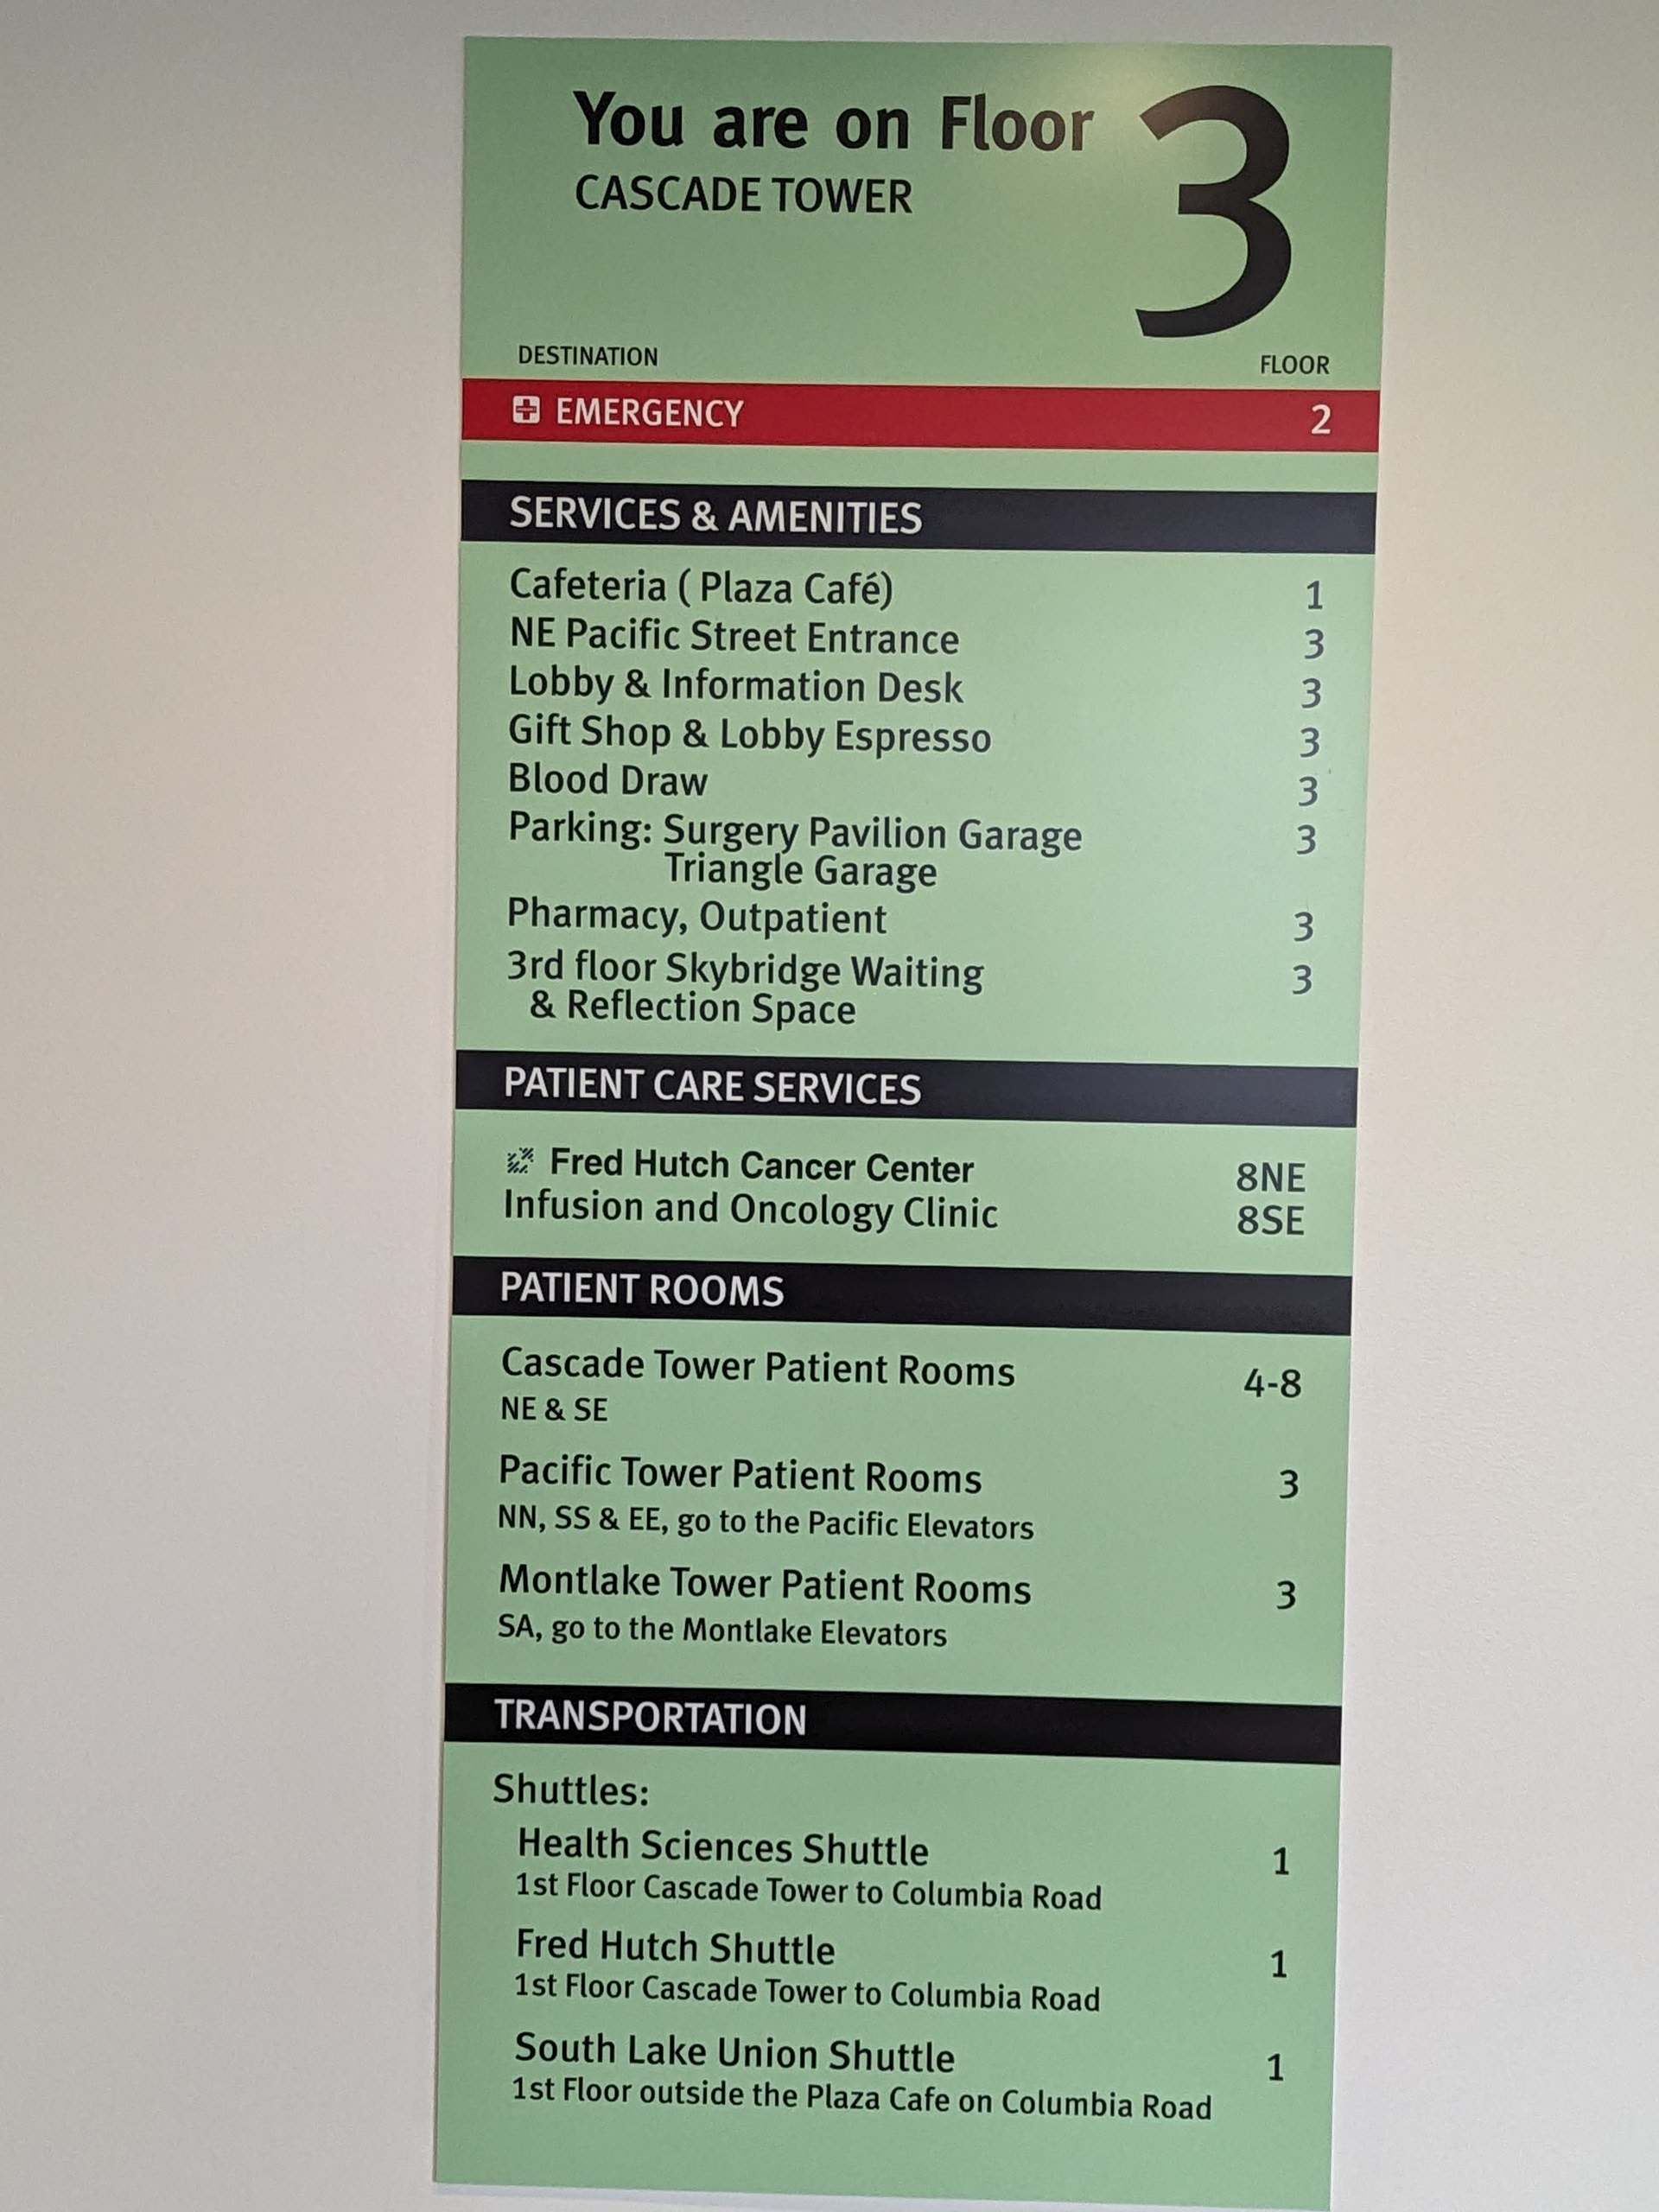 You are on Floor 3
CASCADE TOWER
DESTINATION FLOOR
EMERGENCY 2
SERVICES & AMENITIES
Cafeteria ( Plaza Café) 1
NE Pacific Street Entrance 3
Lobby & Information Desk 3
Gift Shop & Lobby Espresso 3
Blood Draw 3
Parking: Surgery Pavilion Garage 3
Triangle Garage
Pharmacy, Outpatient 3
3rd floor Skybridge Waiting 3
& Reflection Space
PATIENT CARE SERVICES
Fred Hutch Cancer Center 8NE
Infusion and Oncology Clinic 8SE
PATIENT ROOMS
Cascade Tower Patient Rooms 4-8
NE & SE
Pacific Tower Patient Rooms 3
NN, SS & EE, go to the Pacific Elevators
Montlake Tower Patient Rooms 3
SA, go to the Montlake Elevators
TRANSPORTATION
Shuttles:
Health Sciences Shuttle 1
1st Floor Cascade Tower to Columbia Road
Fred Hutch Shuttle 1
1st Floor Cascade Tower to Columbia Road
South Lake Union Shuttle 1
1st Floor outside the Plaza Cafe on Columbia Road